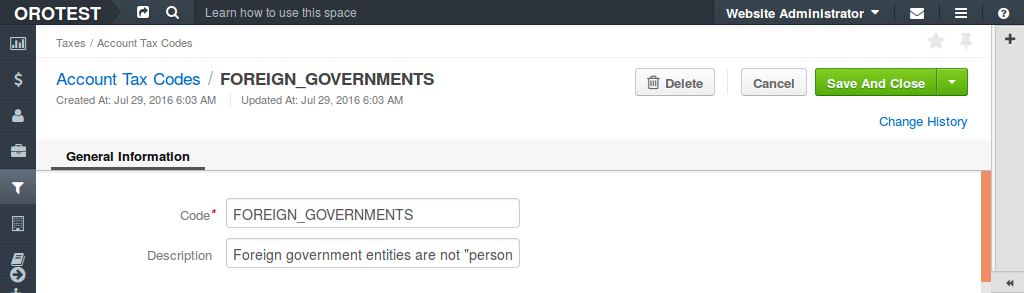 OROTEST Learn how to use this space Website Administrator
Taxes / Account Tax Codes
Account Tax Codes / FOREIGN_GOVERNMENTS Delete Cancel Save And Close
Created At: Jul 29, 2016 6:03 AM Updated At: Jul 29, 2016 6:03 AM
Change History
General Information
Code* FOREIGN_GOVERNMENTS
Description Foreign government entities are not "person